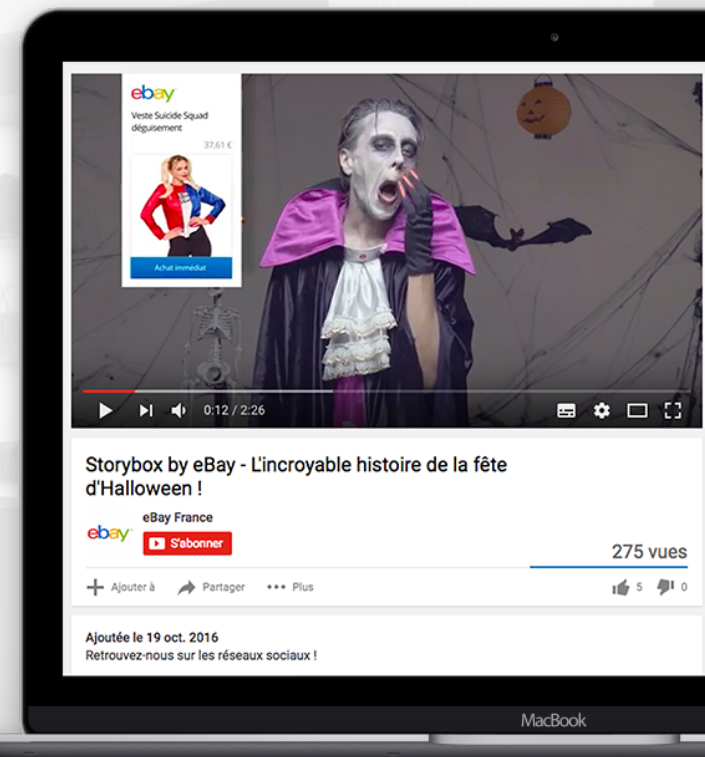 ebay
Veste Suicide Squad
déguisement
37,61 €
Achat immédiat
0:12 / 2:26
Storybox by eBay - L'incroyable histoire de la fête
d'Halloween !
eBay France
ebay
S'abonner
275 vues
Ajouter à Partager Plus
5 0
Ajoutée le 19 oct. 2016
Retrouvez-nous sur les réseaux sociaux !
MacBook